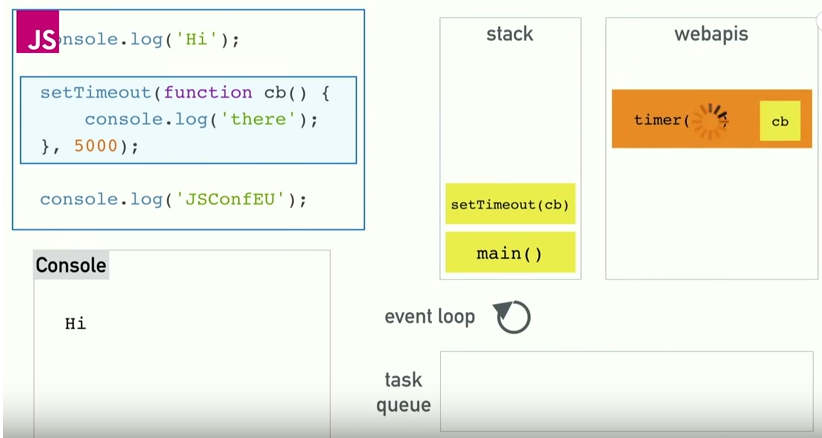 JS
onsole.log('Hi');
setTimeout(function cb() {
console.log('there');
}, 5000);
console.log('JSConfEU');
Console
Hi
stack
setTimeout(cb)
main()
webapis
timer(
cb
event loop
task
queue